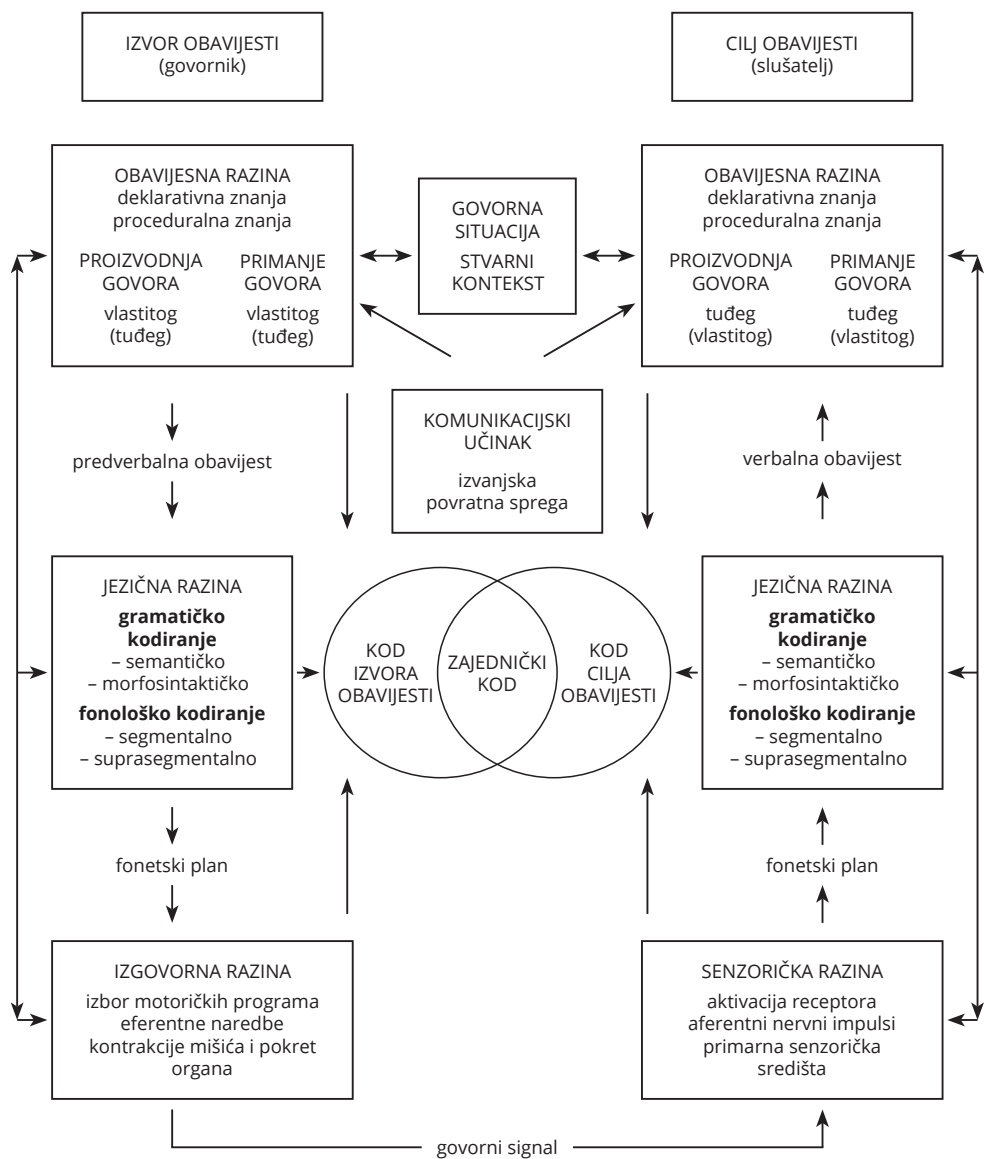 IZVOR OBAVIJESTI
(govornik)
CILJ OBAVIJESTI
(slušatelj)
OBAVIJESNA RAZINA
deklarativna znanja
proceduralna znanja
PROIZVODNJA
GOVORA
vlastitog
(tuđeg)
PRIMANJE
GOVORA
vlastitog
(tuđeg)
GOVORNA
SITUACIJA
STVARNI
KONTEKST
OBAVIJESNA RAZINA
deklarativna znanja
proceduralna znanja
PROIZVODNJA
GOVORA
tuđeg
(vlastitog)
PRIMANJE
GOVORA
tuđeg
(vlastitog)
KOMUNIKACIJSKI
UČINAK
izvanjska
povratna sprega
predverbalna obavijest
verbalna obavijest
JEZIČNA RAZINA
gramatičko
kodiranje
– semantičko
– morfosintaktičko
fonološko kodiranje
– segmentalno
– suprasegmentalno
KOD
IZVORA
OBAVIJESTI
ZAJEDNIČKI
KOD
KOD
CILJA
OBAVIJESTI
JEZIČNA RAZINA
gramatičko
kodiranje
– semantičko
– morfosintaktičko
fonološko kodiranje
– segmentalno
– suprasegmentalno
fonetski plan
fonetski plan
IZGOVORNA RAZINA
izbor motoričkih programa
eferentne naredbe
kontrakcije mišića i pokret
organa
SENZORIČKA RAZINA
aktivacija receptora
aferentni nervni impulsi
primarna senzorička
središta
govorni signal